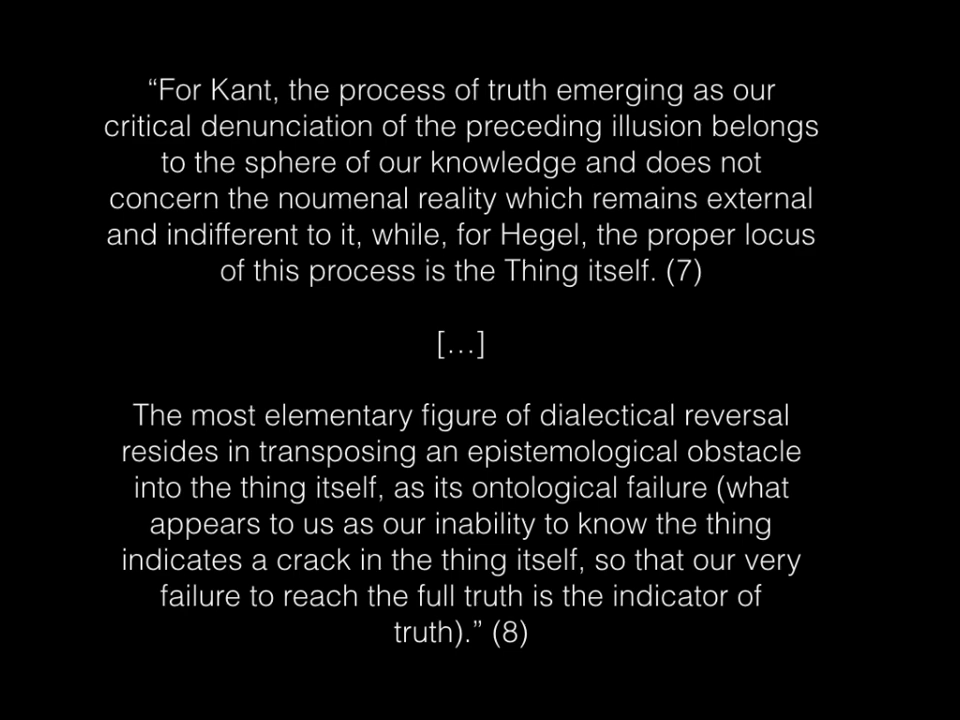 “For Kant, the process of truth emerging as our
critical denunciation of the preceding illusion belongs
to the sphere of our knowledge and does not
concern the noumenal reality which remains external
and indifferent to it, while, for Hegel, the proper locus
of this process is the Thing itself. (7)
[…]
The most elementary figure of dialectical reversal
resides in transposing an epistemological obstacle
into the thing itself, as its ontological failure (what
appears to us as our inability to know the thing
indicates a crack in the thing itself, so that our very
failure to reach the full truth is the indicator of
truth).” (8)